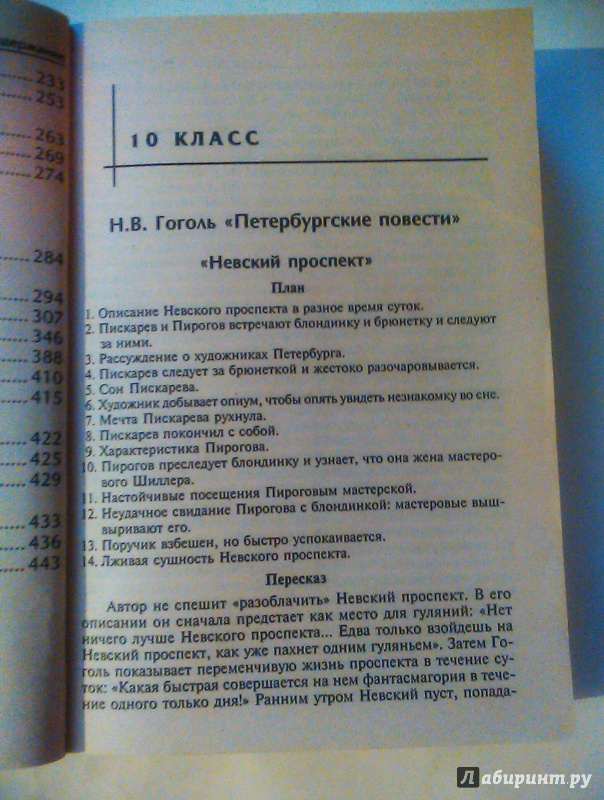 одержание
233
253
263
269
274
284
294
307
346
388
410
415
422
425
429
433
436
443
10 КЛАСС
Н.В. Гоголь «Петербургские повести»
«Невский проспект»
План
1. Описание Невского проспекта в разное время суток.
2. Пискарев и Пирогов встречают блондинку и брюнетку и следуют
за ними.
3. Рассуждение о художниках Петербурга.
4. Пискарев следует за брюнеткой и жестоко разочаровывается.
5. Сон Пискарева.
6. Художник добывает опиум, чтобы опять увидеть незнакомку во сне.
7. Мечта Пискарева рухнула.
8. Пискарев покончил с собой.
9. Характеристика Пирогова.
10. Пирогов преследует блондинку и узнает, что она жена мастеро-
вого Шиллера.
11. Настойчивые посещения Пироговым мастерской.
12. Неудачное свидание Пирогова с блондинкой: мастеровые выш-
выривают его.
13. Поручик взбешен, но быстро успокаивается.
14. Лживая сущность Невского проспекта.
Пересказ
Автор не спешит “разоблачить” Невский проспект. В его
описании он сначала предстает как место для гуляний: «Нет
ничего лучше Невского проспекта... Едва только взойдешь на
Невский проспект, как уже пахнет одним гуляньем». Затем Го-
голь показывает переменчивую жизнь проспекта в течение су-
ток: «Какая быстрая совершается на нем фантасмагория в тече-
ние одного только дня!» Ранним утром Невский пуст, попада-
Лабиринт.ру